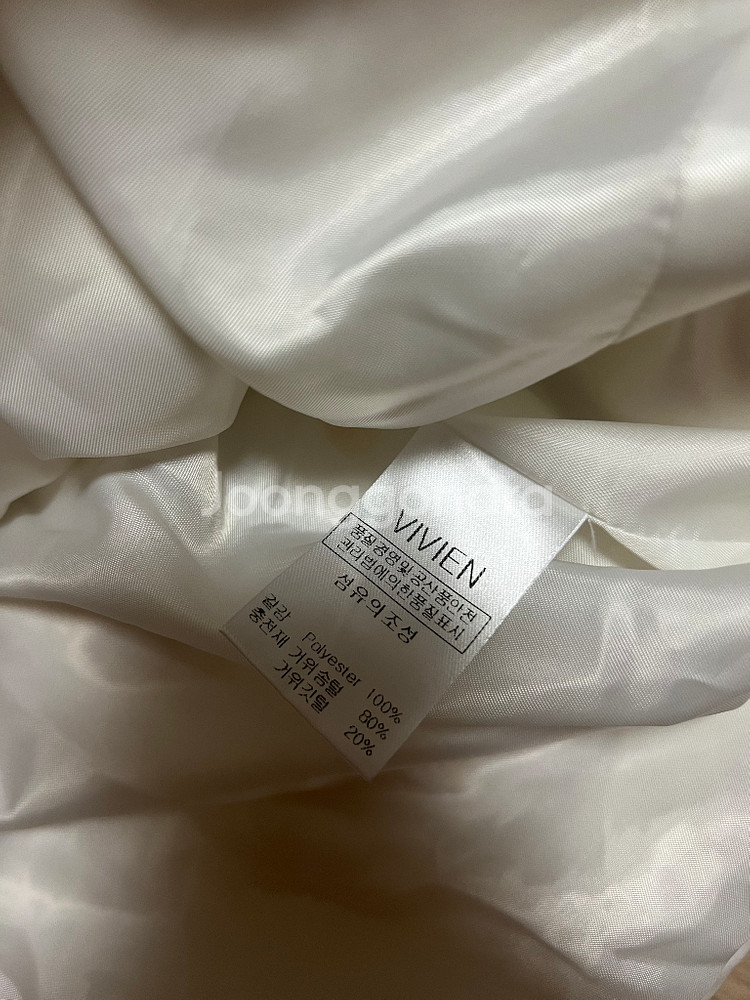 Joonggonara
VIVIEN
품질경영및공산품안전
관리법에의한품질표시
섬유의조성
겉감 Polyester 100%
충전재 거위솜털 80%
거위깃털 20%